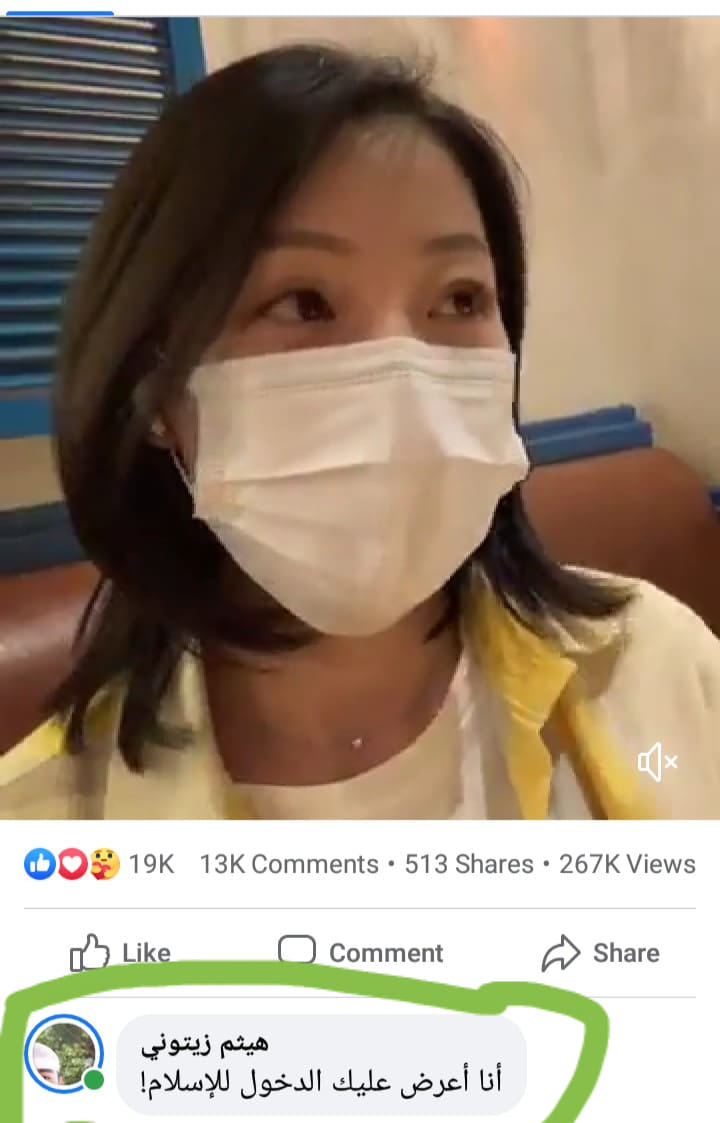 19K 13K Comments • 513 Shares • 267K Views
Like Comment Share
هيثم زيتوني
أنا أعرض عليك الدخول للإسلام!